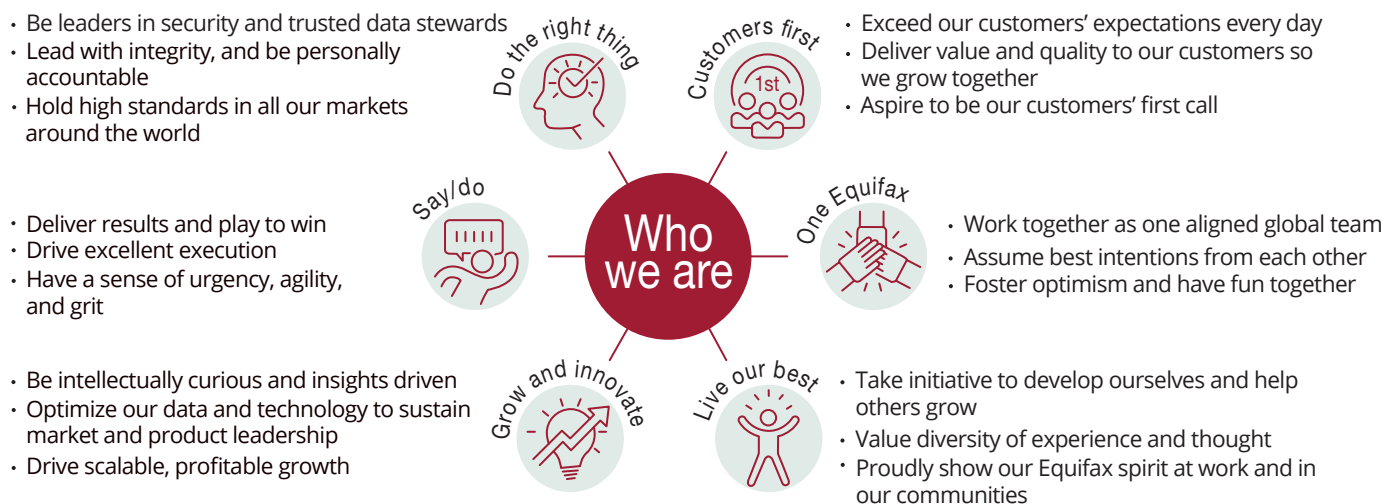 Do the right thing
• Be leaders in security and trusted data stewards
• Lead with integrity, and be personally
accountable
• Hold high standards in all our markets
around the world
Customers first
1st
• Exceed our customers’ expectations every day
• Deliver value and quality to our customers so
we grow together
• Aspire to be our customers’ first call
Say/do
• Deliver results and play to win
• Drive excellent execution
• Have a sense of urgency, agility,
and grit
Who
we are
One Equifax
• Work together as one aligned global team
• Assume best intentions from each other
• Foster optimism and have fun together
Grow and innovate
• Be intellectually curious and insights driven
• Optimize our data and technology to sustain
market and product leadership
• Drive scalable, profitable growth
Live our best
• Take initiative to develop ourselves and help
others grow
• Value diversity of experience and thought
• Proudly show our Equifax spirit at work and in
our communities